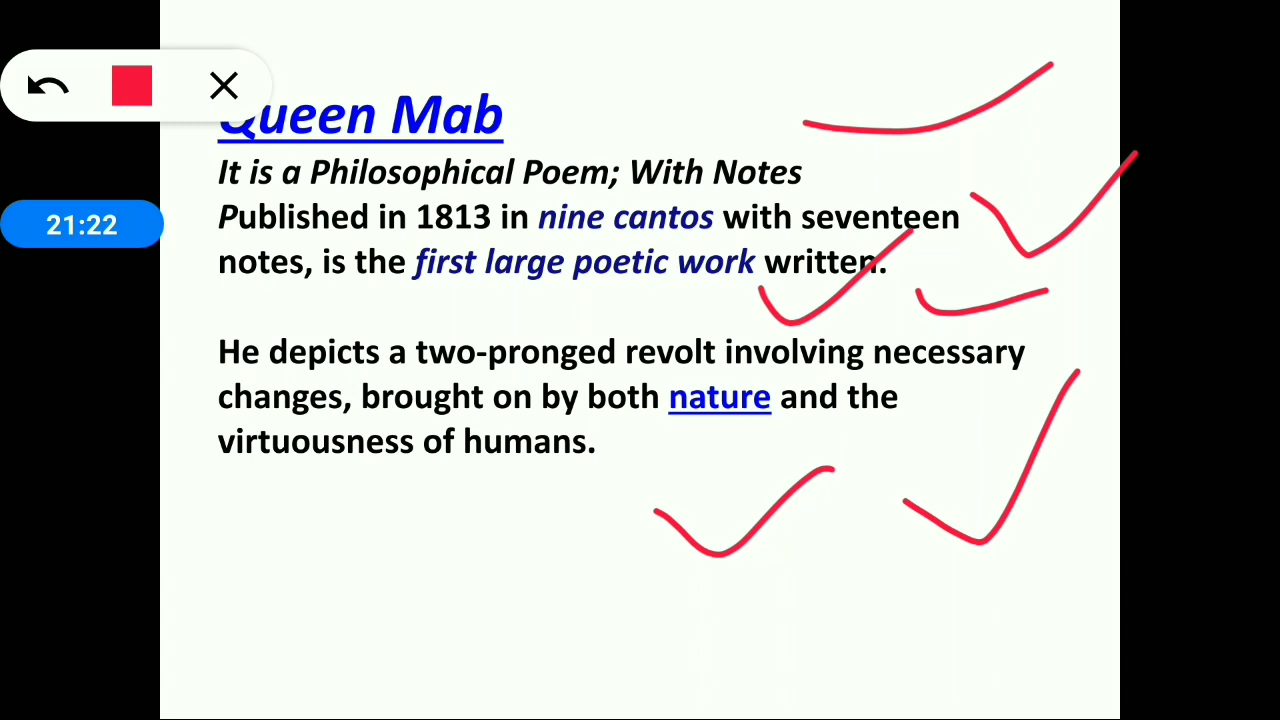 Queen Mab
21:22
It is a Philosophical Poem; With Notes
Published in 1813 in nine cantos with seventeen
notes, is the first large poetic work written.
He depicts a two-pronged revolt involving necessary
changes, brought on by both nature and the
virtuousness of humans.